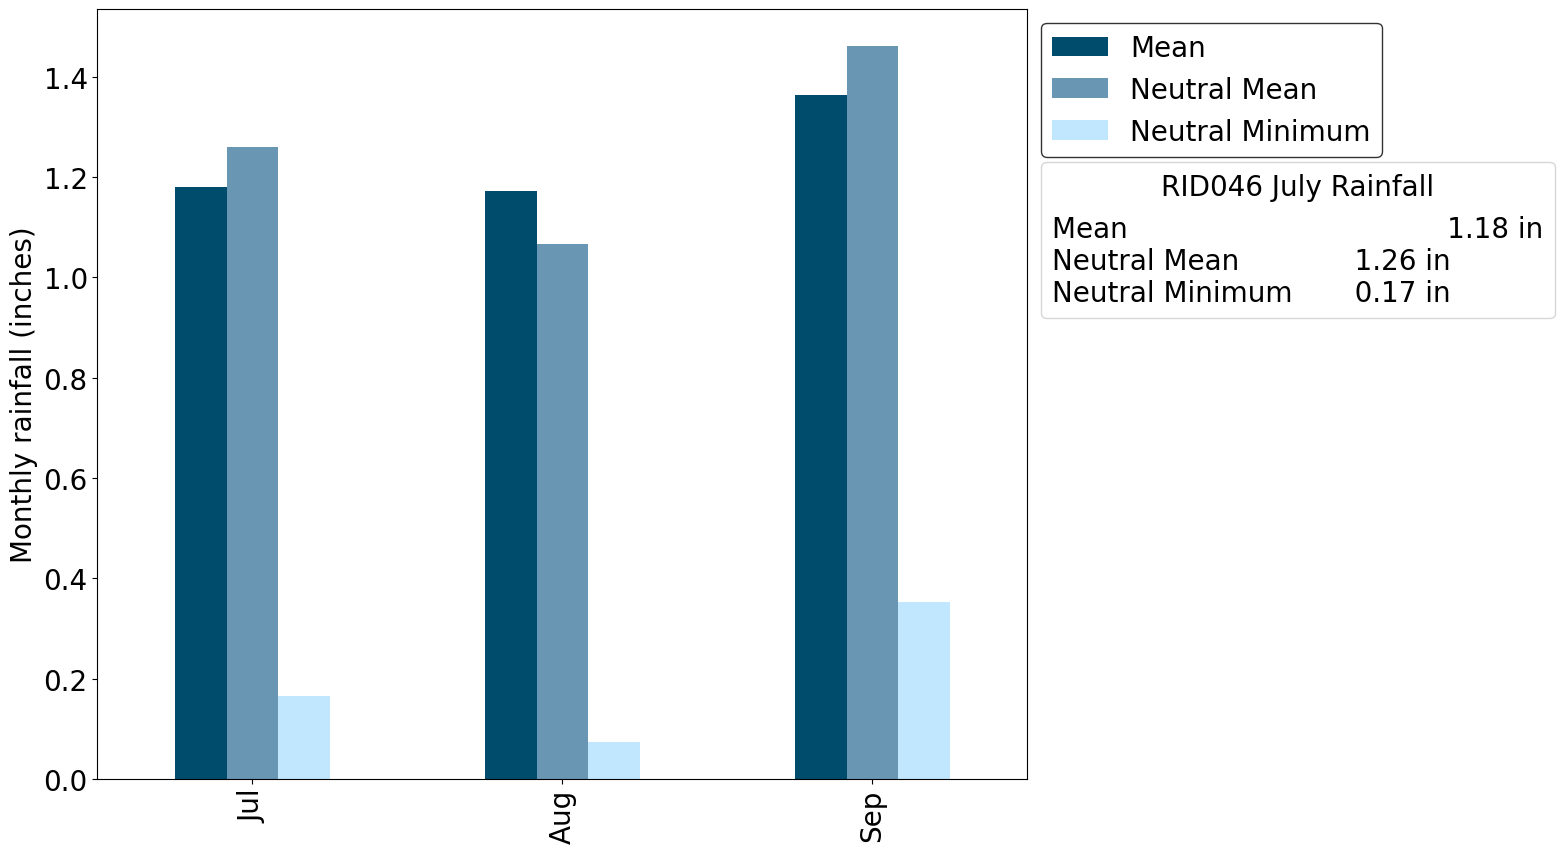 Monthly rainfall (inches)
1.4
1.2
1.0
0.8
0.6
0.4
0.2
0.0
Jul
Aug
Sep
Mean
Neutral Mean
Neutral Minimum
RID046 July Rainfall
Mean 1.18 in
Neutral Mean 1.26 in
Neutral Minimum 0.17 in